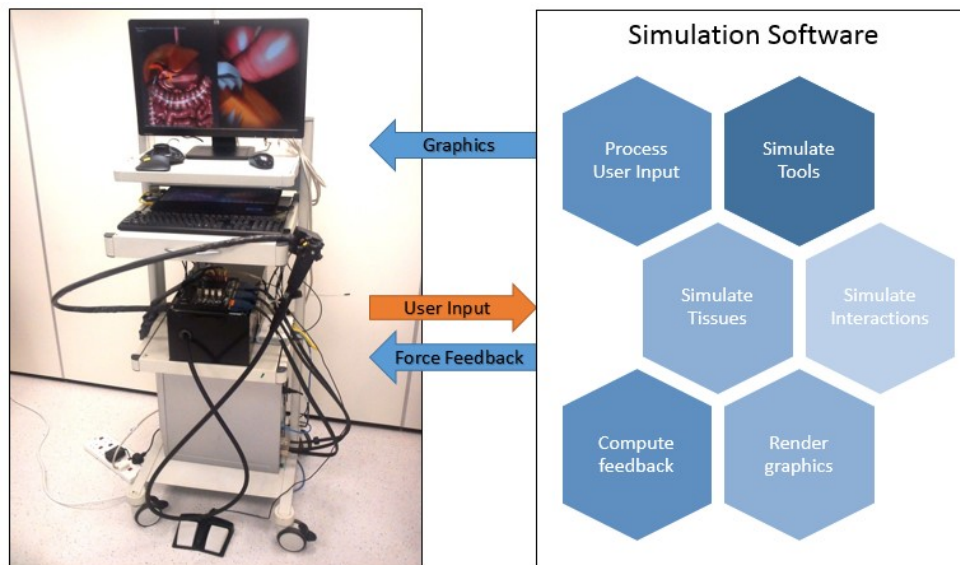 Simulation Software
Graphics
Process
User Input
Simulate
Tools
User Input
Simulate
Tissues
Simulate
Interactions
Force Feedback
Compute
feedback
Render
graphics